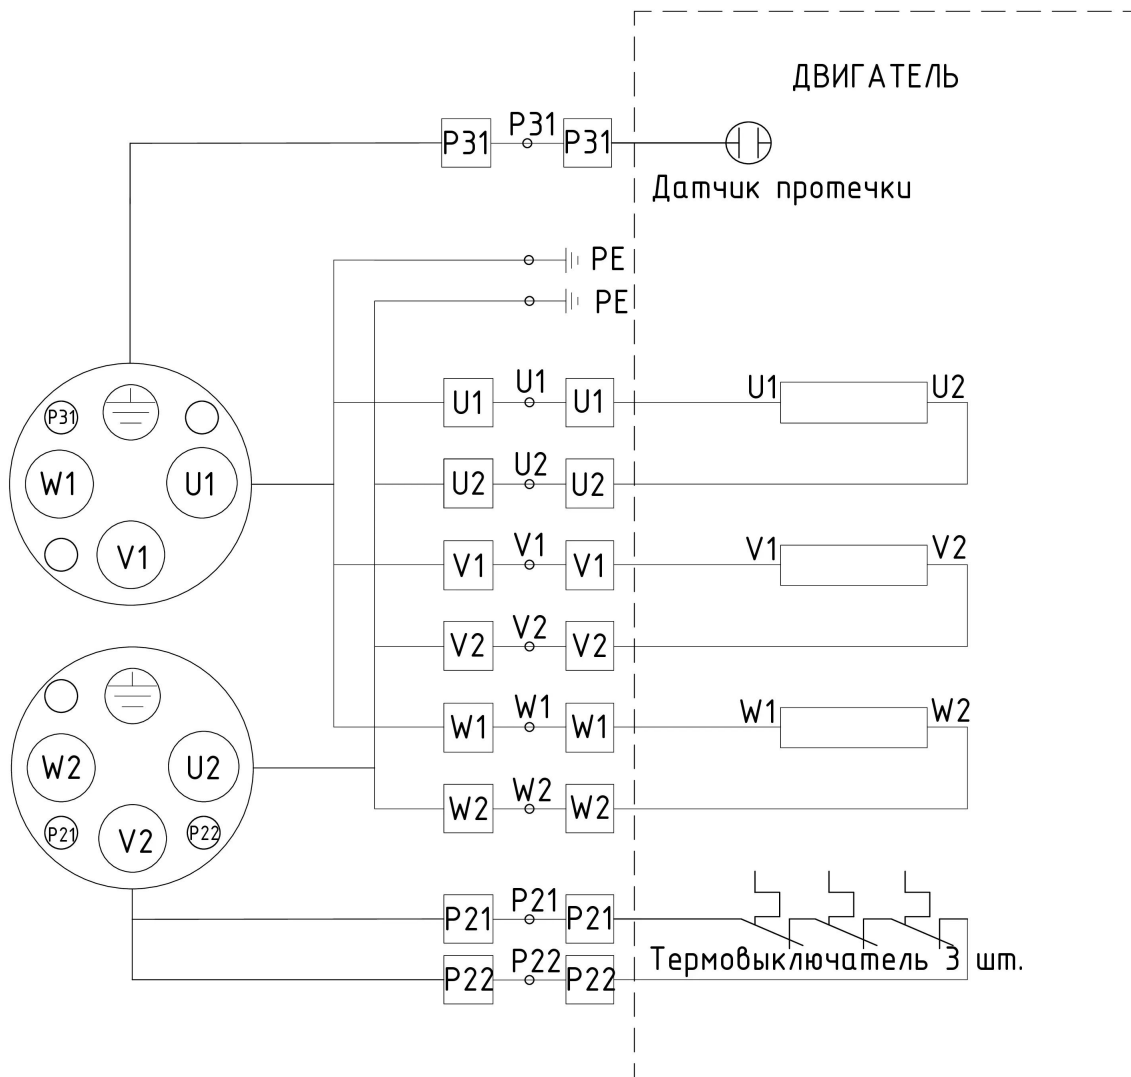 ДВИГАТЕЛЬ
P31 P31 P31
Датчик протечки
PE
PE
U1 U1 U1 U1 U2
P31
W1 U1
U2 U2 U2
V1
V1 V1 V1 V1 V2
V2 V2 V2
W1 W1 W1 W1 W2
W2 U2
W2 W2 W2
P21 V2 P22
P21 P21 P21
Термовыключатель 3 шт.
P22 P22 P22